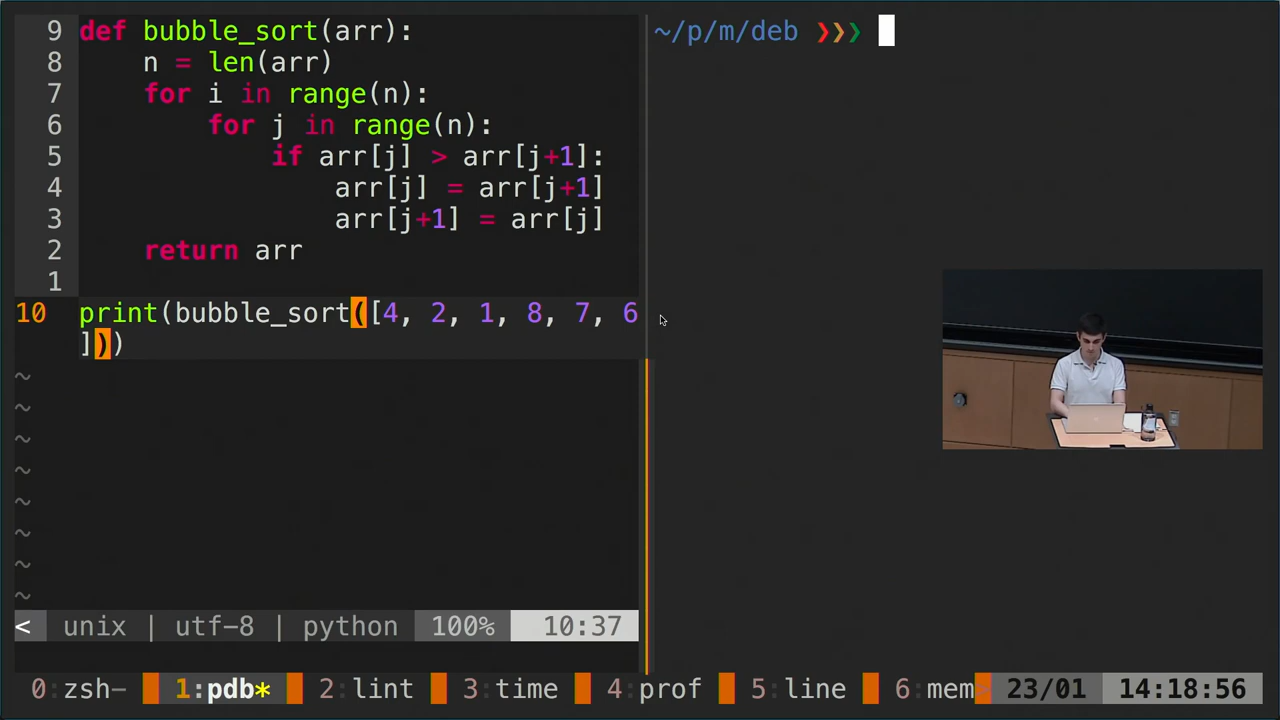 9 def bubble_sort(arr):
8     n = len(arr)
7     for i in range(n):
6         for j in range(n):
5             if arr[j] > arr[j+1]:
4                 arr[j] = arr[j+1]
3                 arr[j+1] = arr[j]
2     return arr
1
10 print(bubble_sort([4, 2, 1, 8, 7, 6
]))
~
~
~
~
~
~
~
~
< unix | utf-8 | python 100% 10:37
~/p/m/deb ❯❯❯
0:zsh- 1:pdb* 2:lint 3:time 4:prof 5:line 6:mem 23/01 14:18:56